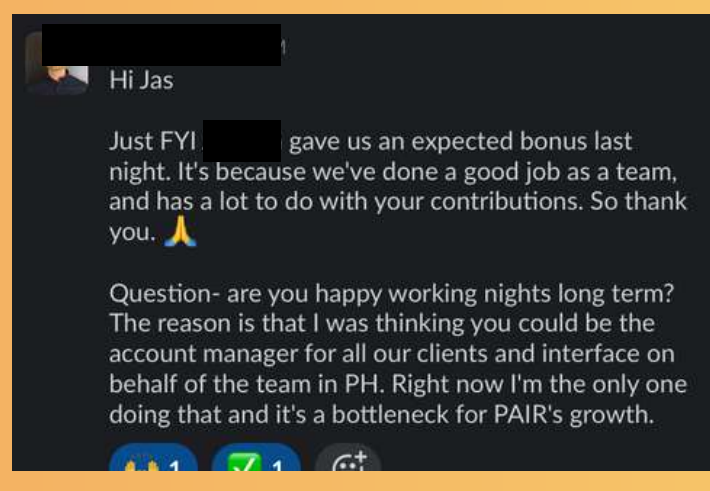 Hi Jas
Just FYI gave us an expected bonus last
night. It's because we've done a good job as a team,
and has a lot to do with your contributions. So thank
you. 🙏
Question- are you happy working nights long term?
The reason is that I was thinking you could be the
account manager for all our clients and interface on
behalf of the team in PH. Right now I'm the only one
doing that and it's a bottleneck for PAIR's growth.
1 1